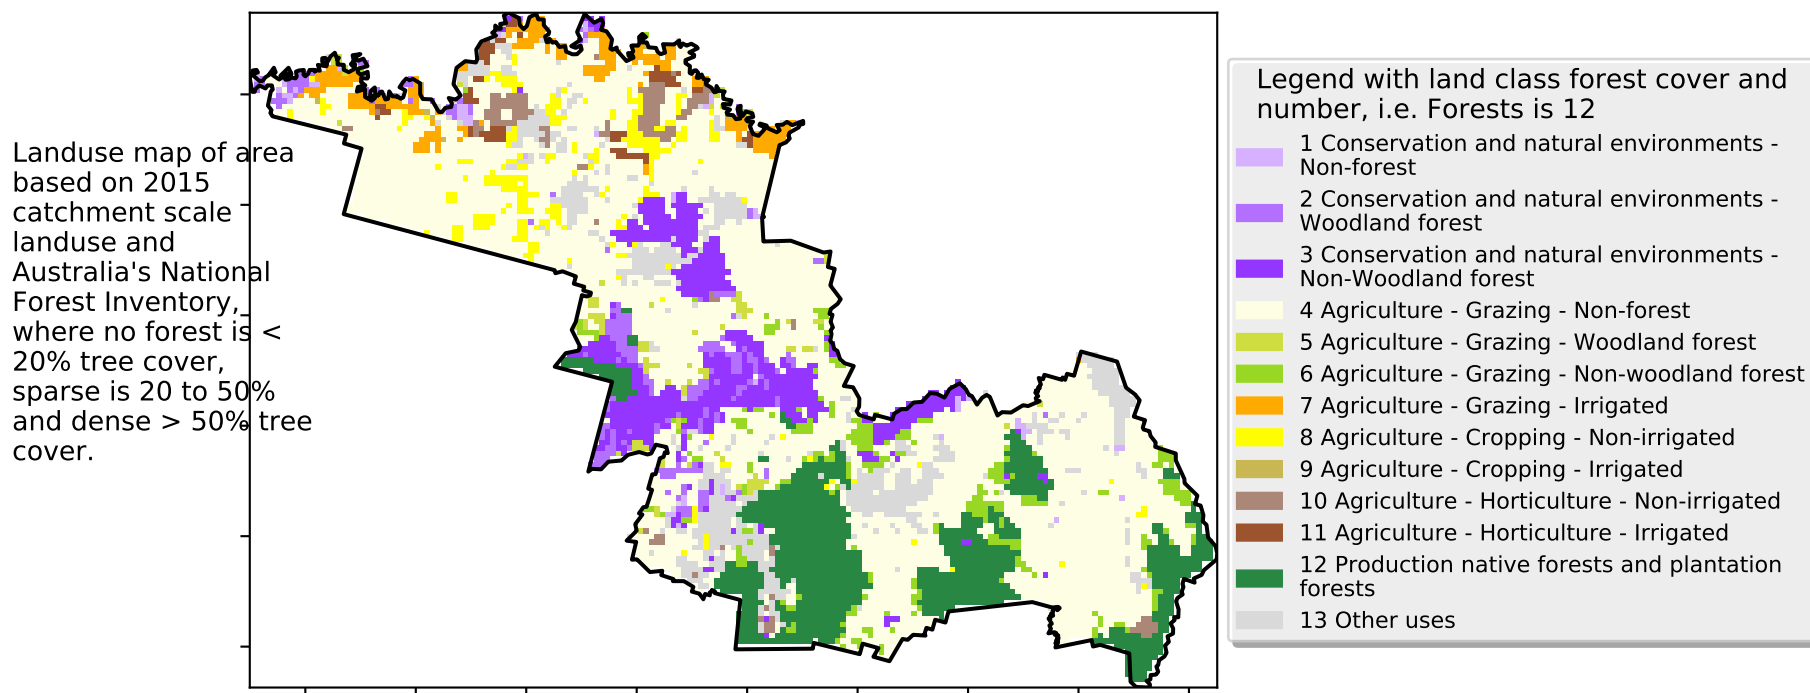 Landuse map of area
based on 2015
catchment scale
landuse and
Australia's National
Forest Inventory,
where no forest is <
20% tree cover,
sparse is 20 to 50%
and dense > 50% tree
cover.
Legend with land class forest cover and
number, i.e. Forests is 12
1 Conservation and natural environments -
Non-forest
2 Conservation and natural environments -
Woodland forest
3 Conservation and natural environments -
Non-Woodland forest
4 Agriculture - Grazing - Non-forest
5 Agriculture - Grazing - Woodland forest
6 Agriculture - Grazing - Non-woodland forest
7 Agriculture - Grazing - Irrigated
8 Agriculture - Cropping - Non-irrigated
9 Agriculture - Cropping - Irrigated
10 Agriculture - Horticulture - Non-irrigated
11 Agriculture - Horticulture - Irrigated
12 Production native forests and plantation
forests
13 Other uses